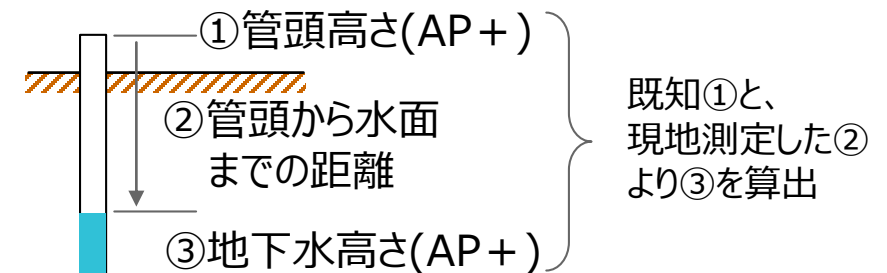 ①管頭高さ(AP＋)
②管頭から水面
までの距離
③地下水高さ(AP＋)
既知①と、
現地測定した②
より③を算出